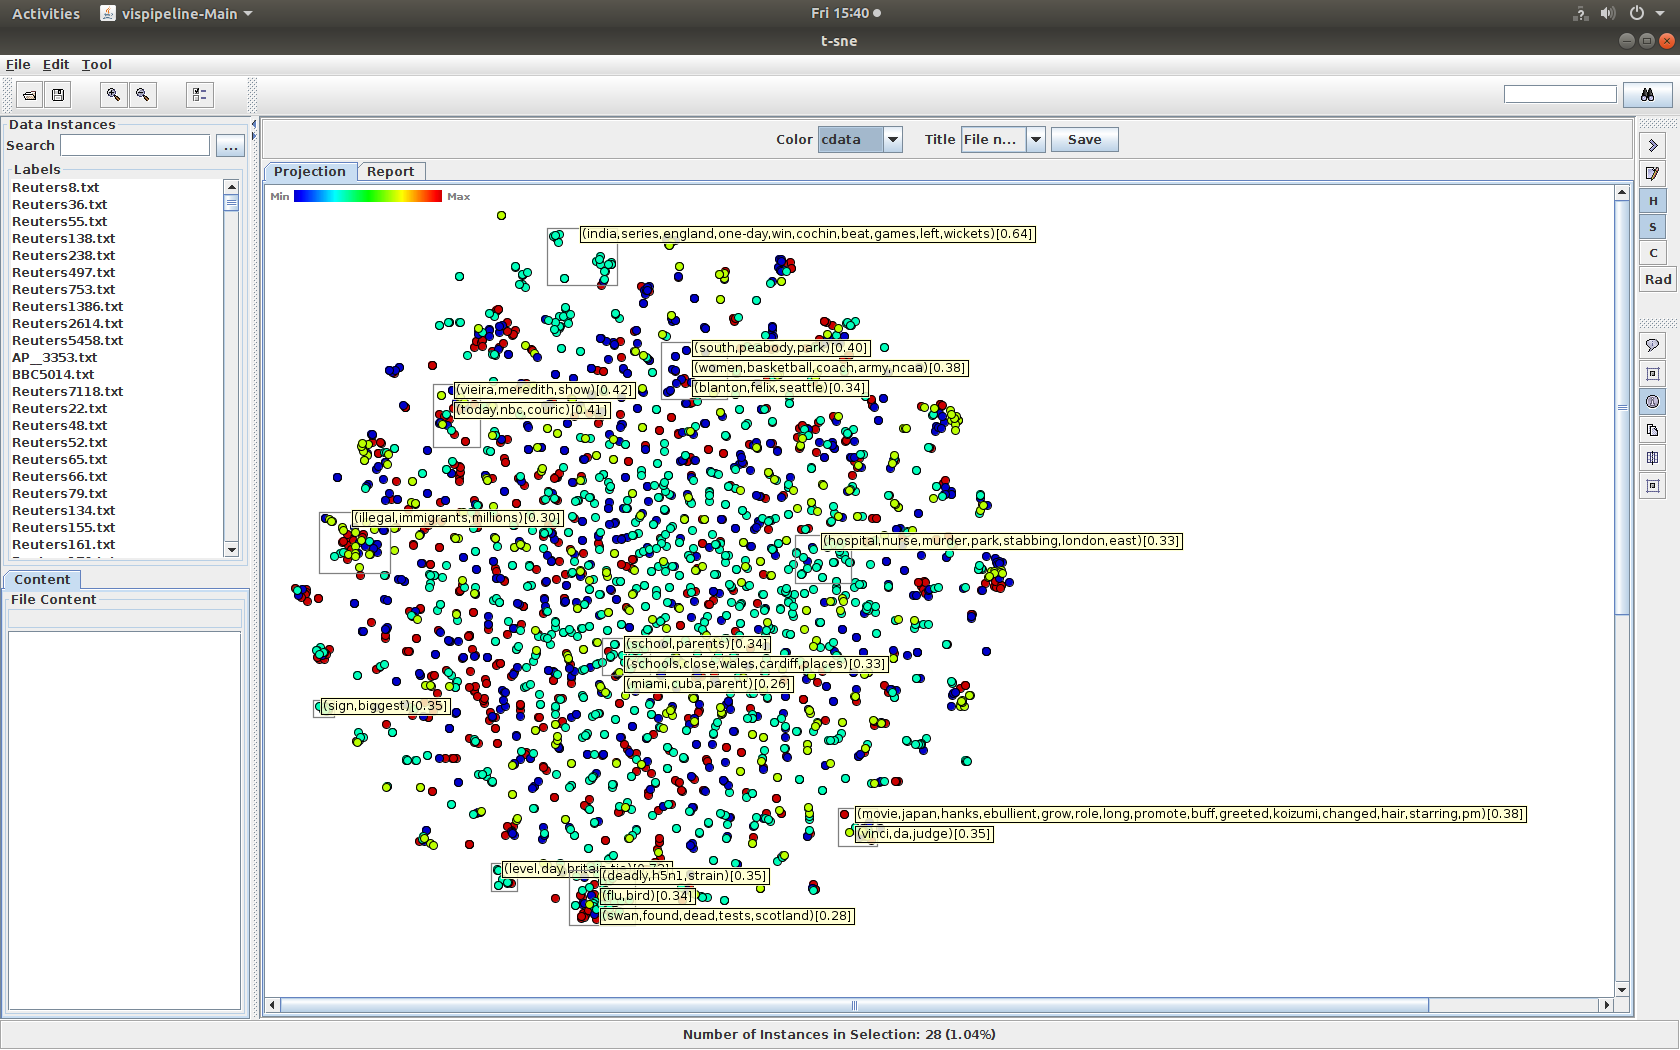 Activities vispipeline-Main Fri 15:40
t-sne
File Edit Tool
Data Instances
Search ...
Labels
Reuters8.txt
Reuters36.txt
Reuters55.txt
Reuters138.txt
Reuters238.txt
Reuters497.txt
Reuters753.txt
Reuters1386.txt
Reuters2614.txt
Reuters5458.txt
AP__3353.txt
BBC5014.txt
Reuters7118.txt
Reuters22.txt
Reuters48.txt
Reuters52.txt
Reuters65.txt
Reuters66.txt
Reuters79.txt
Reuters134.txt
Reuters155.txt
Reuters161.txt
Content
File Content
Color cdata Title File n... Save
Projection Report
Min Max
(india,series,england,one-day,win,cochin,beat,games,left,wickets)[0.64]
(south,peabody,park)[0.40]
(women,basketball,coach,army,ncaa)[0.38]
(blanton,felix,seattle)[0.34]
(vieira,meredith,show)[0.42]
(today,nbc,couric)[0.41]
(illegal,immigrants,millions)[0.30]
(hospital,nurse,murder,park,stabbing,london,east)[0.33]
(school,parents)[0.34]
(schools,close,wales,cardiff,places)[0.33]
(miami,cuba,parent)[0.26]
(sign,biggest)[0.35]
(movie,japan,hanks,ebullient,grow,role,long,promote,buff,greeted,koizumi,changed,hair,starring,pm)[0.38]
(vinci,da,judge)[0.35]
(level,day,britain
(deadly,h5n1,strain)[0.35]
(flu,bird)[0.34]
(swan,found,dead,tests,scotland)[0.28]
H
S
C
Rad
Number of Instances in Selection: 28 (1.04%)